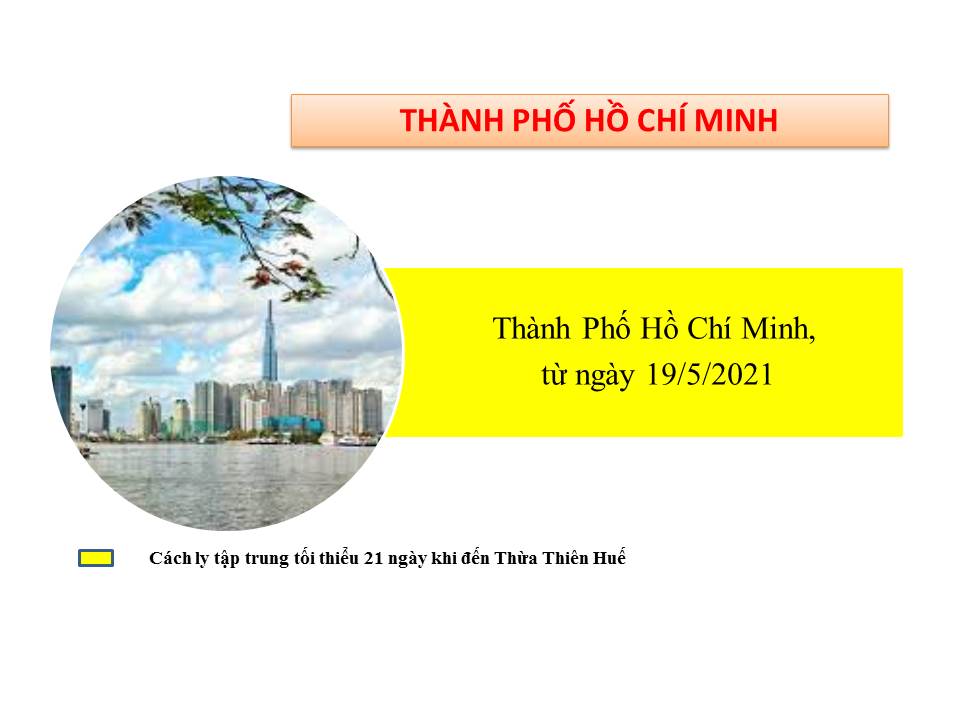 THÀNH PHỐ HỒ CHÍ MINH
Thành Phố Hồ Chí Minh,
từ ngày 19/5/2021
Cách ly tập trung tối thiểu 21 ngày khi đến Thừa Thiên Huế